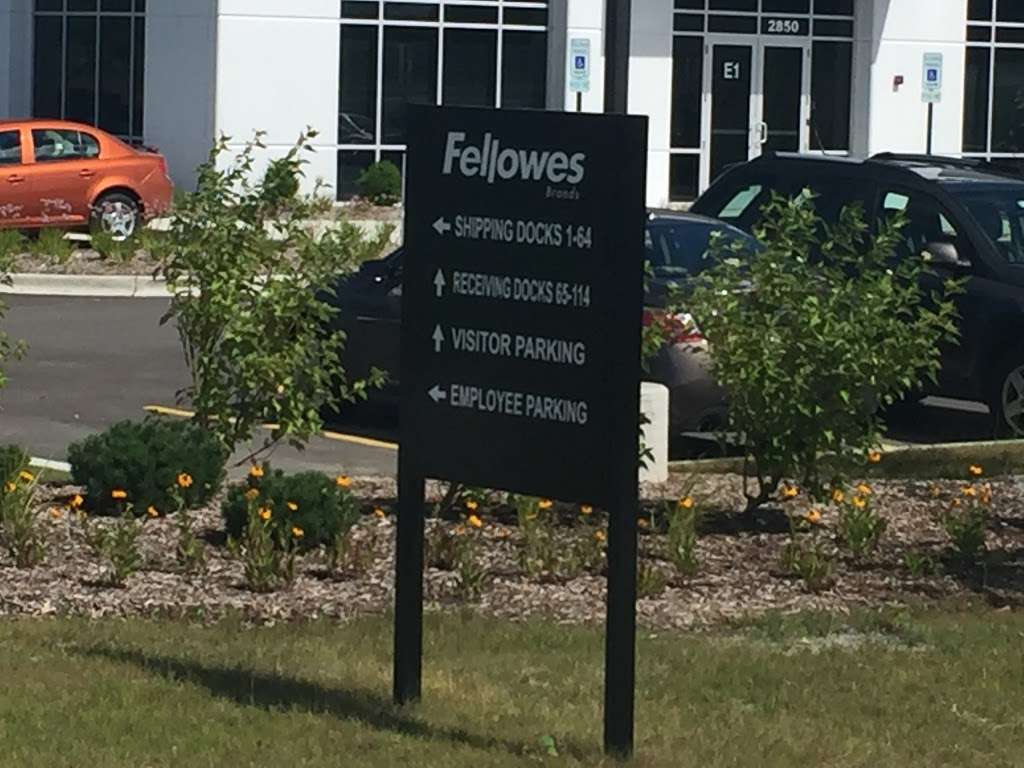 2850
E1
Fellowes
Brands
← SHIPPING DOCKS 1-64
↑ RECEIVING DOCKS 65-114
↑ VISITOR PARKING
← EMPLOYEE PARKING